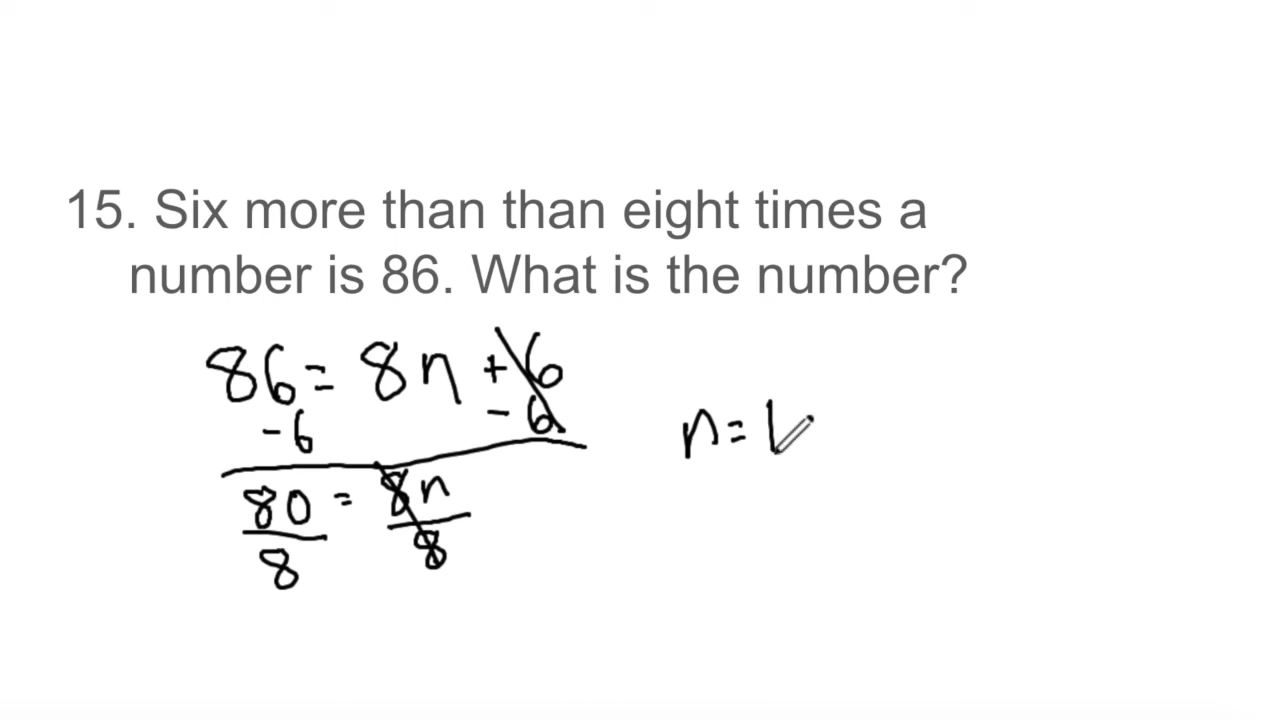 15. Six more than than eight times a
number is 86. What is the number?
86 = 8n + 6
- 6 - 6
80 = 8n
8 8
n = 1